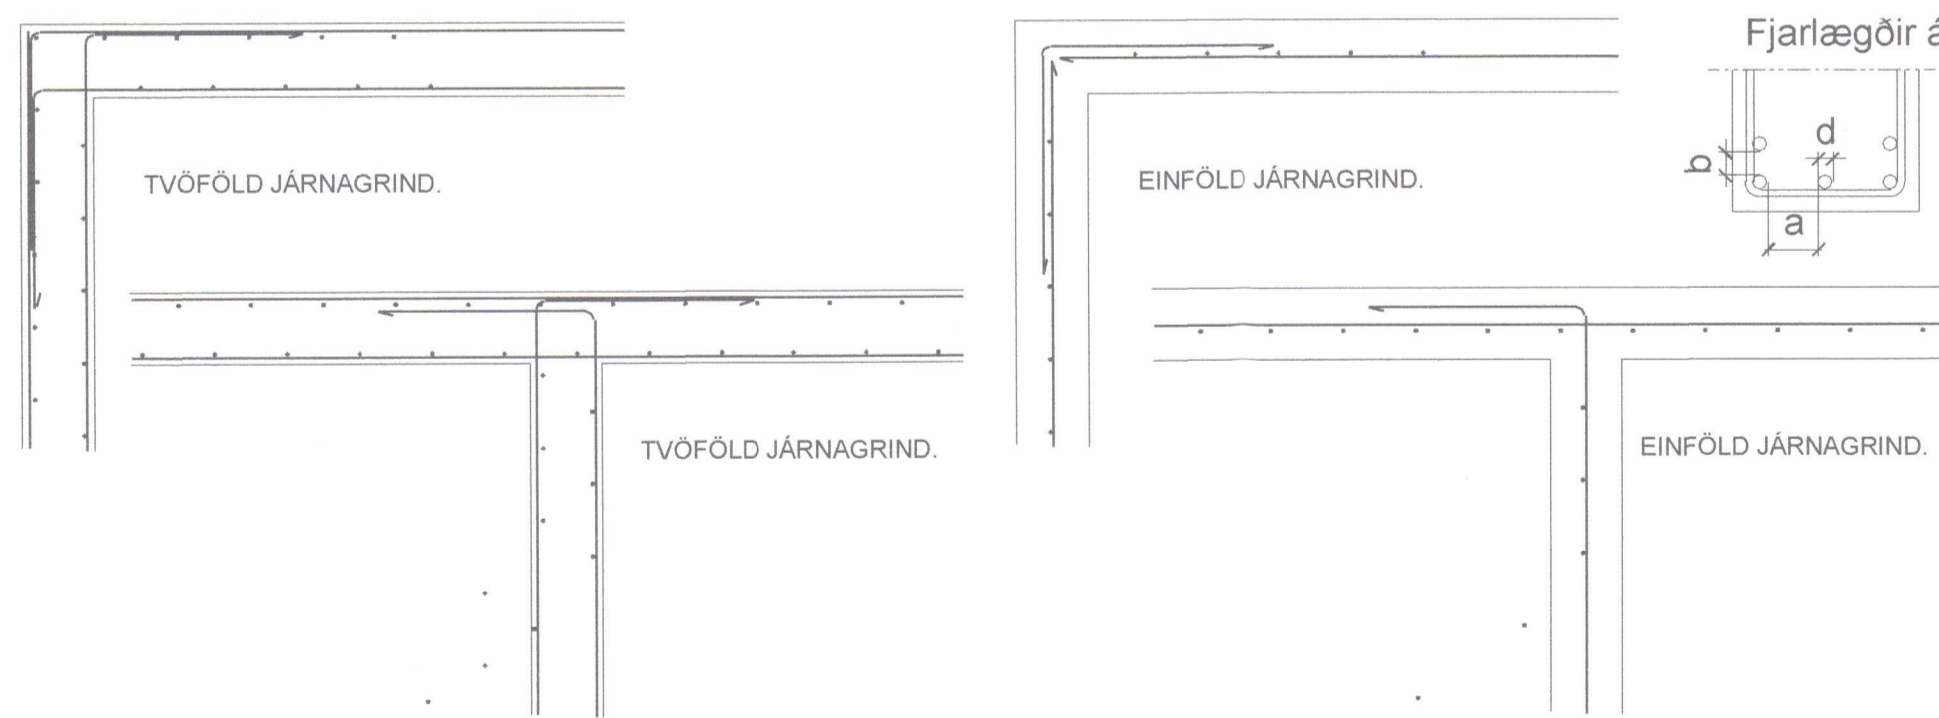 Fjarlægðir á
TVÖFÖLD JÁRNAGRIND.
EINFÖLD JÁRNAGRIND.
d
b
a
TVÖFÖLD JÁRNAGRIND.
EINFÖLD JÁRNAGRIND.